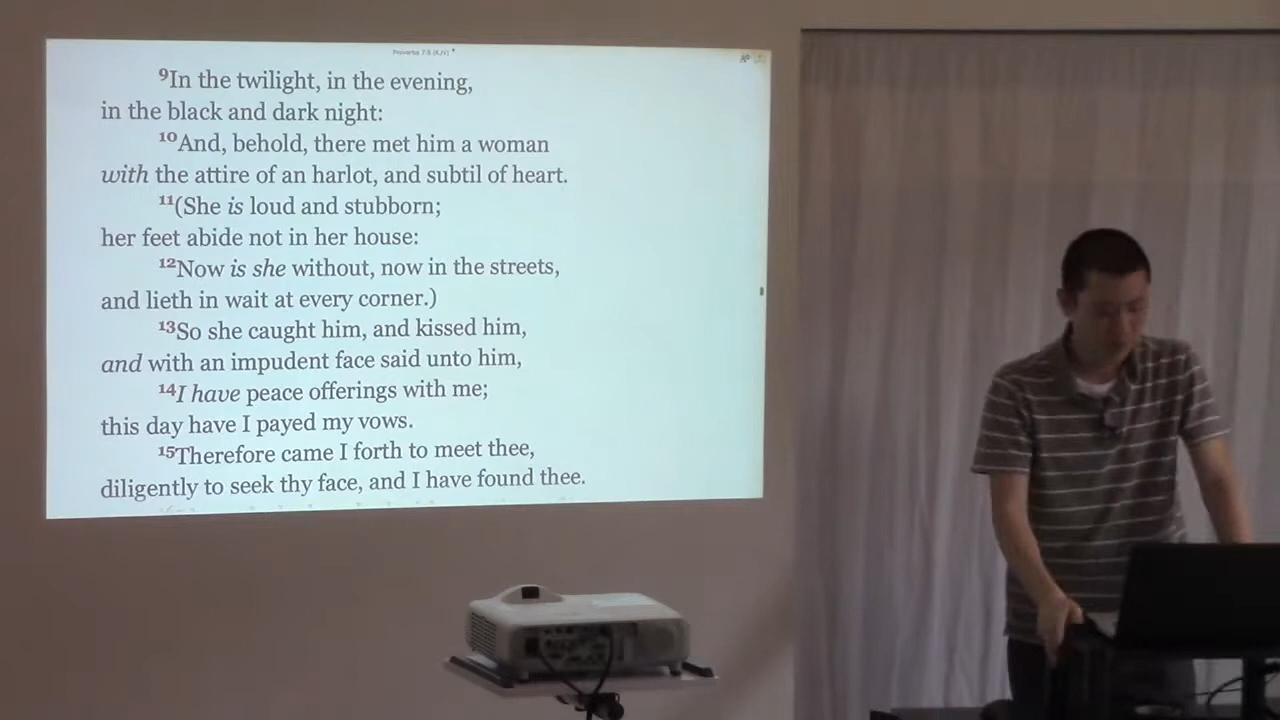 Proverbs 7:8 (KJV)
⁹In the twilight, in the evening,
in the black and dark night:
¹⁰And, behold, there met him a woman
with the attire of an harlot, and subtil of heart.
¹¹(She is loud and stubborn;
her feet abide not in her house:
¹²Now is she without, now in the streets,
and lieth in wait at every corner.)
¹³So she caught him, and kissed him,
and with an impudent face said unto him,
¹⁴I have peace offerings with me;
this day have I payed my vows.
¹⁵Therefore came I forth to meet thee,
diligently to seek thy face, and I have found thee.